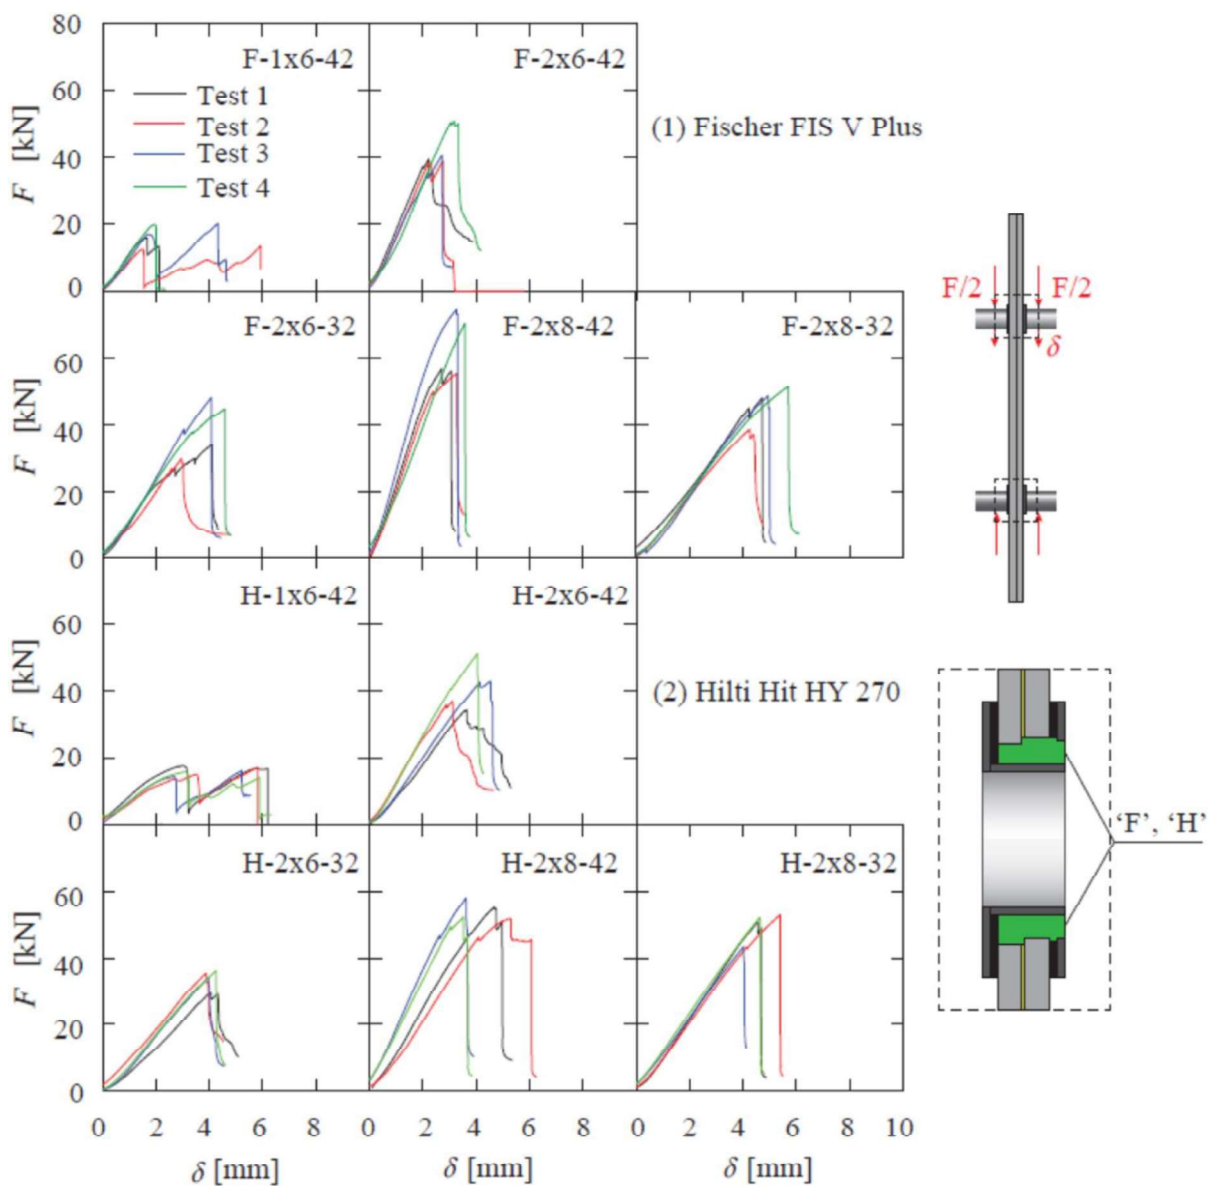 80
F-1x6-42
F-2x6-42
60
Test 1
Test 2
Test 3
Test 4
(1) Fischer FIS V Plus
F [kN]
40
20
0
F-2x6-32
F-2x8-42
F-2x8-32
F/2
F/2
δ
60
F [kN]
40
20
0
H-1x6-42
H-2x6-42
60
(2) Hilti Hit HY 270
F [kN]
40
20
0
H-2x6-32
H-2x8-42
H-2x8-32
'F', 'H'
60
F [kN]
40
20
0
0 2 4 6 8 0 2 4 6 8 0 2 4 6 8 10
δ [mm]
δ [mm]
δ [mm]